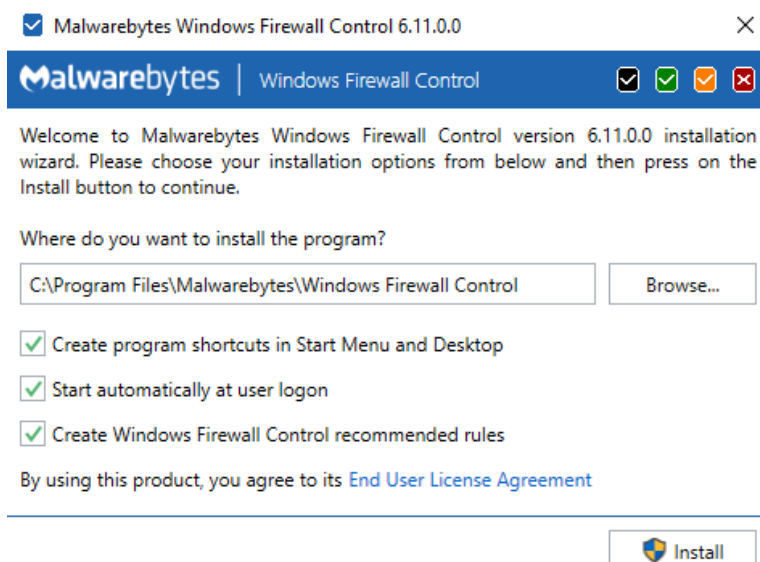 Malwarebytes Windows Firewall Control 6.11.0.0
Malwarebytes | Windows Firewall Control
Welcome to Malwarebytes Windows Firewall Control version 6.11.0.0 installation
wizard. Please choose your installation options from below and then press on the
Install button to continue.
Where do you want to install the program?
C:\Program Files\Malwarebytes\Windows Firewall Control
Browse...
Create program shortcuts in Start Menu and Desktop
Start automatically at user logon
Create Windows Firewall Control recommended rules
By using this product, you agree to its End User License Agreement
Install